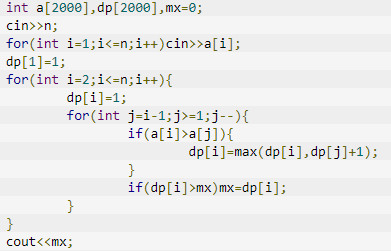 int a[2000],dp[2000],mx=0;
cin>>n;
for(int i=1;i<=n;i++)cin>>a[i];
dp[1]=1;
for(int i=2;i<=n;i++){
        dp[i]=1;
        for(int j=i-1;j>=1;j--){
                if(a[i]>a[j]){
                        dp[i]=max(dp[i],dp[j]+1);
                }
                if(dp[i]>mx)mx=dp[i];
        }
}
cout<<mx;